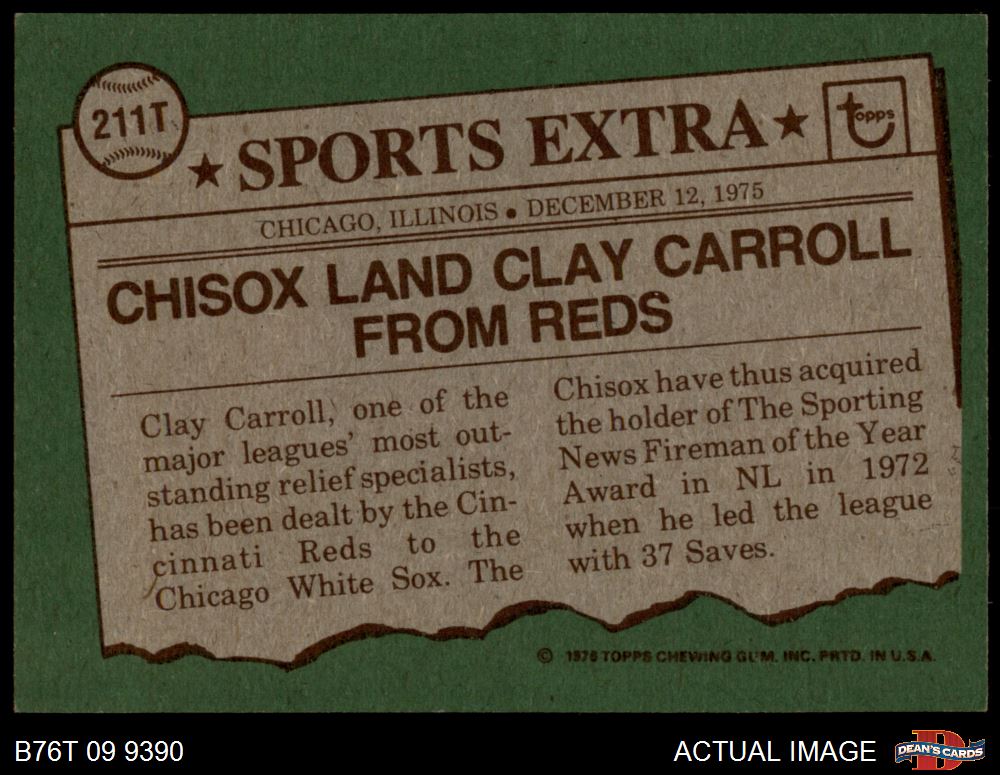 211T
★ SPORTS EXTRA ★
topps
CHICAGO, ILLINOIS • DECEMBER 12, 1975
CHISOX LAND CLAY CARROLL
FROM REDS
Clay Carroll, one of the
major leagues' most out-
standing relief specialists,
has been dealt by the Cin-
cinnati Reds to the
Chicago White Sox. The
Chisox have thus acquired
the holder of The Sporting
News Fireman of the Year
Award in NL in 1972
when he led the league
with 37 Saves.
© 1976 TOPPS CHEWING GUM, INC. PRTD. IN U.S.A.
B76T 09 9390
ACTUAL IMAGE
D
DEAN'S CARDS